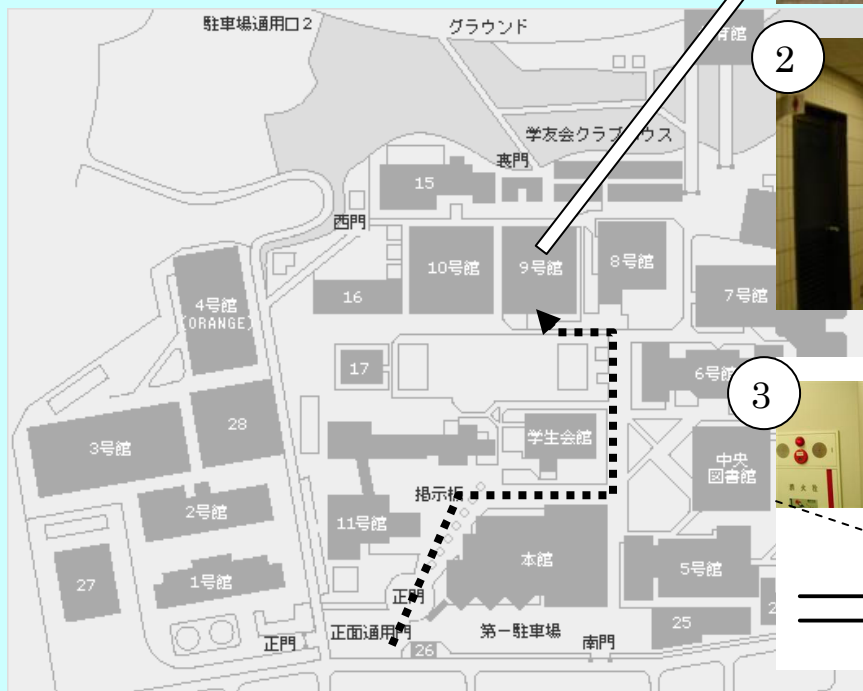 駐車場通用口2
グラウンド
育館
2
学友会クラブハウス
裏門
15
西門
10号館
9号館
8号館
7号館
16
4号館
(ORANGE)
17
6号館
3
28
3号館
学生会館
中央
図書館
掲示板
2号館
11号館
本館
5号館
27
1号館
正門
25
正門
正面通用門
第一駐車場
南門
26
消火栓